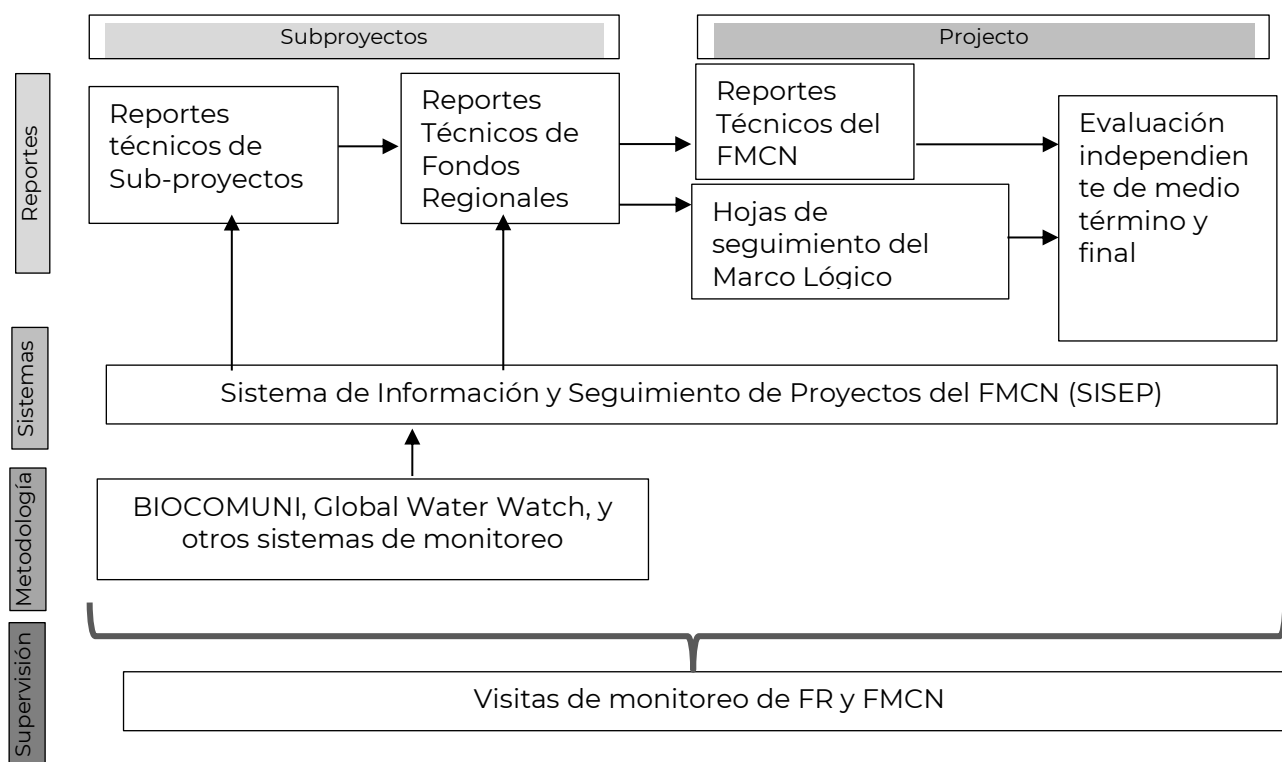 Subproyectos
Projecto
Reportes
Reportes
técnicos de
Sub-proyectos
Reportes
Técnicos de
Fondos
Regionales
Reportes
Técnicos del
FMCN
Hojas de
seguimiento del
Marco Lógico
Evaluación
independien
te de medio
término y
final
Sistemas
Sistema de Información y Seguimiento de Proyectos del FMCN (SISEP)
Metodología
BIOCOMUNI, Global Water Watch, y
otros sistemas de monitoreo
Supervisión
Visitas de monitoreo de FR y FMCN